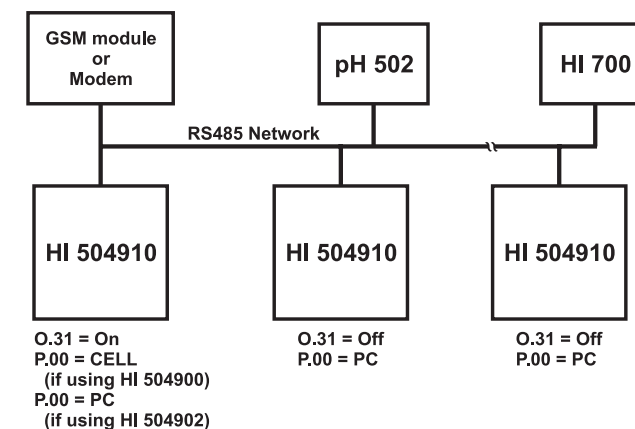 GSM module
or
Modem
pH 502
HI 700
RS485 Network
HI 504910
HI 504910
HI 504910
O.31 = On
P.00 = CELL
(if using HI 504900)
P.00 = PC
(if using HI 504902)
O.31 = Off
P.00 = PC
O.31 = Off
P.00 = PC